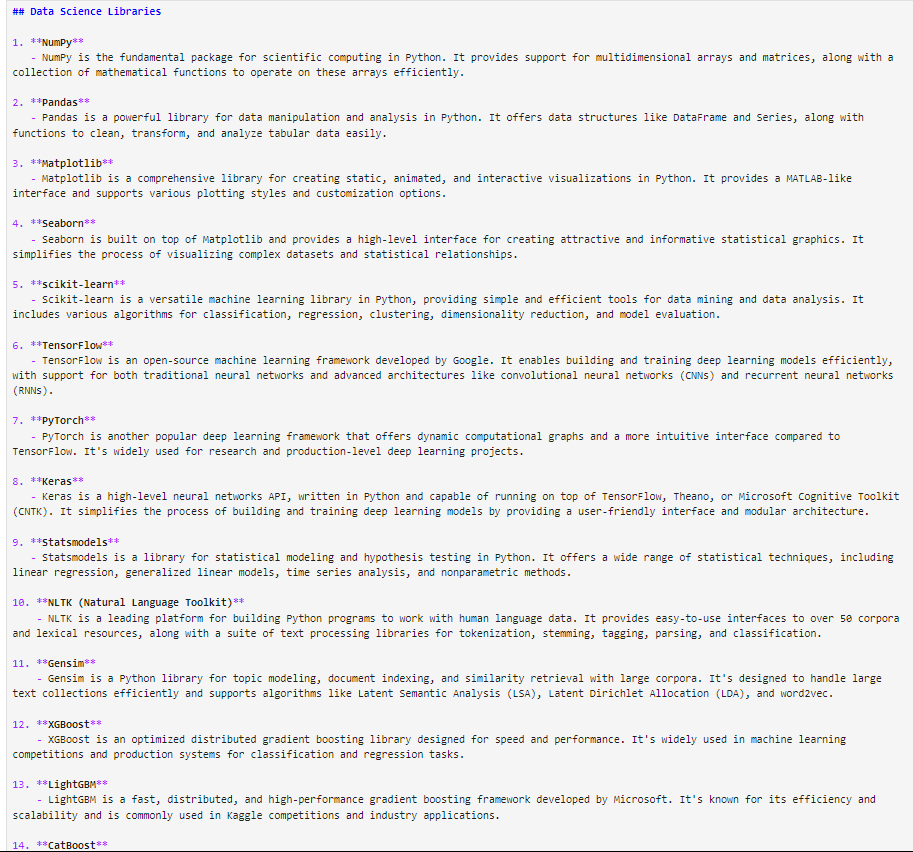 ## Data Science Libraries
1. **NumPy**
- NumPy is the fundamental package for scientific computing in Python. It provides support for multidimensional arrays and matrices, along with a
collection of mathematical functions to operate on these arrays efficiently.
2. **Pandas**
- Pandas is a powerful library for data manipulation and analysis in Python. It offers data structures like DataFrame and Series, along with
functions to clean, transform, and analyze tabular data easily.
3. **Matplotlib**
- Matplotlib is a comprehensive library for creating static, animated, and interactive visualizations in Python. It provides a MATLAB-like
interface and supports various plotting styles and customization options.
4. **Seaborn**
- Seaborn is built on top of Matplotlib and provides a high-level interface for creating attractive and informative statistical graphics. It
simplifies the process of visualizing complex datasets and statistical relationships.
5. **scikit-learn**
- Scikit-learn is a versatile machine learning library in Python, providing simple and efficient tools for data mining and data analysis. It
includes various algorithms for classification, regression, clustering, dimensionality reduction, and model evaluation.
6. **TensorFlow**
- TensorFlow is an open-source machine learning framework developed by Google. It enables building and training deep learning models efficiently,
with support for both traditional neural networks and advanced architectures like convolutional neural networks (CNNs) and recurrent neural networks
(RNNs).
7. **PyTorch**
- PyTorch is another popular deep learning framework that offers dynamic computational graphs and a more intuitive interface compared to
TensorFlow. It's widely used for research and production-level deep learning projects.
8. **Keras**
- Keras is a high-level neural networks API, written in Python and capable of running on top of TensorFlow, Theano, or Microsoft Cognitive Toolkit
(CNTK). It simplifies the process of building and training deep learning models by providing a user-friendly interface and modular architecture.
9. **Statsmodels**
- Statsmodels is a library for statistical modeling and hypothesis testing in Python. It offers a wide range of statistical techniques, including
linear regression, generalized linear models, time series analysis, and nonparametric methods.
10. **NLTK (Natural Language Toolkit)**
- NLTK is a leading platform for building Python programs to work with human language data. It provides easy-to-use interfaces to over 50 corpora
and lexical resources, along with a suite of text processing libraries for tokenization, stemming, tagging, parsing, and classification.
11. **Gensim**
- Gensim is a Python library for topic modeling, document indexing, and similarity retrieval with large corpora. It's designed to handle large
text collections efficiently and supports algorithms like Latent Semantic Analysis (LSA), Latent Dirichlet Allocation (LDA), and word2vec.
12. **XGBoost**
- XGBoost is an optimized distributed gradient boosting library designed for speed and performance. It's widely used in machine learning
competitions and production systems for classification and regression tasks.
13. **LightGBM**
- LightGBM is a fast, distributed, and high-performance gradient boosting framework developed by Microsoft. It's known for its efficiency and
scalability and is commonly used in Kaggle competitions and industry applications.
14. **CatBoost**